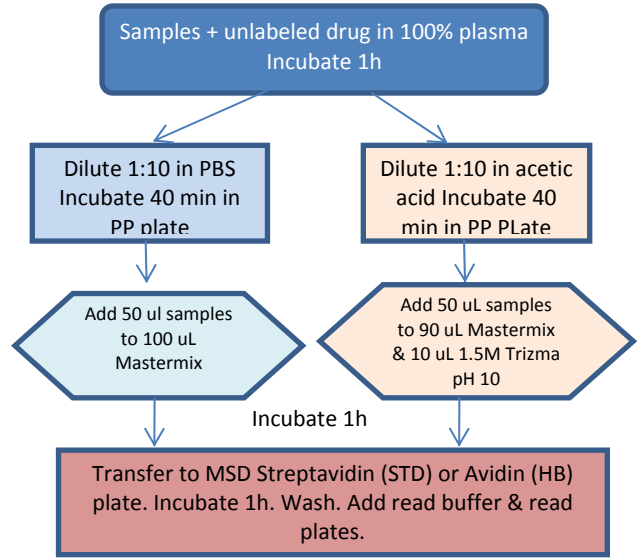 Samples + unlabeled drug in 100% plasma
Incubate 1h
Dilute 1:10 in PBS
Incubate 40 min in
PP plate
Dilute 1:10 in acetic
acid Incubate 40
min in PP PLate
Add 50 ul samples
to 100 uL
Mastermix
Add 50 uL samples
to 90 uL Mastermix
& 10 uL 1.5M Trizma
pH 10
Incubate 1h
Transfer to MSD Streptavidin (STD) or Avidin (HB)
plate. Incubate 1h. Wash. Add read buffer & read
plates.